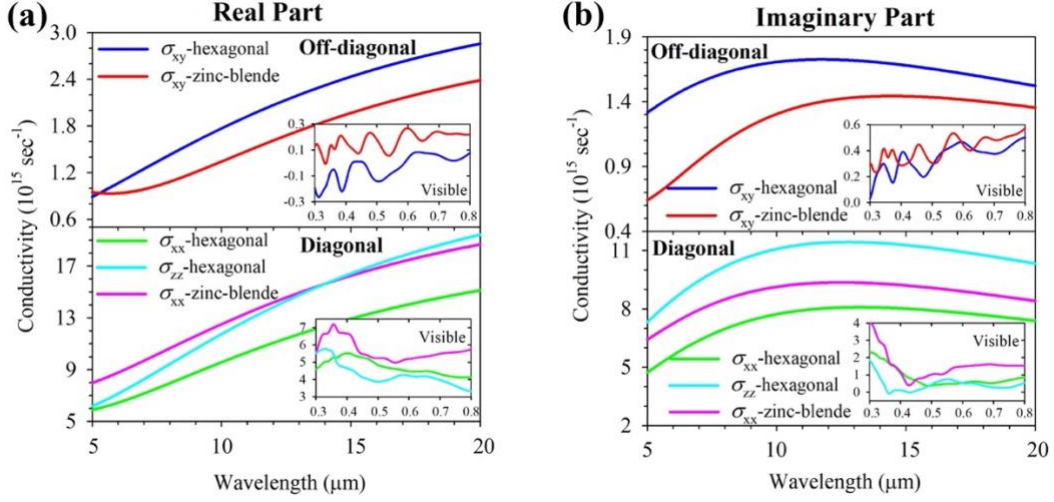 (a)
Real Part
3.0
2.4
1.8
1.2
0.6
σxy-hexagonal
σxy-zinc-blende
Off-diagonal
0.3
0.1
-0.1
-0.3
Visible
0.3 0.4 0.5 0.6 0.7 0.8
Conductivity (10^15 sec^-1)
17
13
9
5
σxx-hexagonal
σzz-hexagonal
σxx-zinc-blende
Diagonal
7
6
5
4
3
Visible
0.3 0.4 0.5 0.6 0.7 0.8
5 10 15 20
Wavelength (μm)
(b)
Imaginary Part
1.9
1.4
0.9
0.4
Off-diagonal
0.6
0.4
0.2
0.0
Visible
0.3 0.4 0.5 0.6 0.7 0.8
σxy-hexagonal
σxy-zinc-blende
Conductivity (10^15 sec^-1)
11
8
5
2
Diagonal
4
3
2
1
0
Visible
0.3 0.4 0.5 0.6 0.7 0.8
σxx-hexagonal
σzz-hexagonal
σxx-zinc-blende
5 10 15 20
Wavelength (μm)